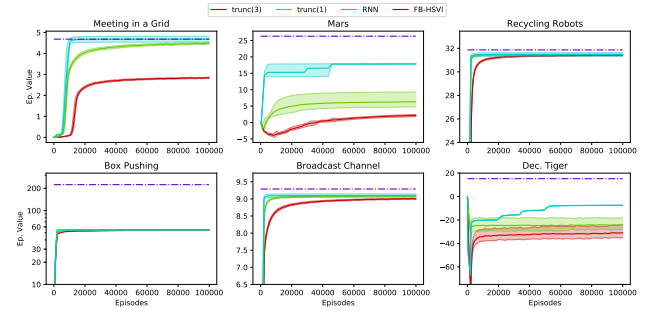 trunc(3) trunc(1) RNN FB-HSVI
Meeting in a Grid Mars Recycling Robots
Ep. Value
5
4
3
2
1
0
0 20000 40000 60000 80000 100000
25
20
15
10
5
0
−5
0 20000 40000 60000 80000 100000
32
30
28
26
24
0 20000 40000 60000 80000 100000
Box Pushing Broadcast Channel Dec. Tiger
Ep. Value
200
100
60
30
20
10
0 20000 40000 60000 80000 100000
Episodes
9.0
8.5
8.0
7.5
7.0
6.5
0 20000 40000 60000 80000 100000
Episodes
20
0
−20
−40
−60
0 20000 40000 60000 80000 100000
Episodes